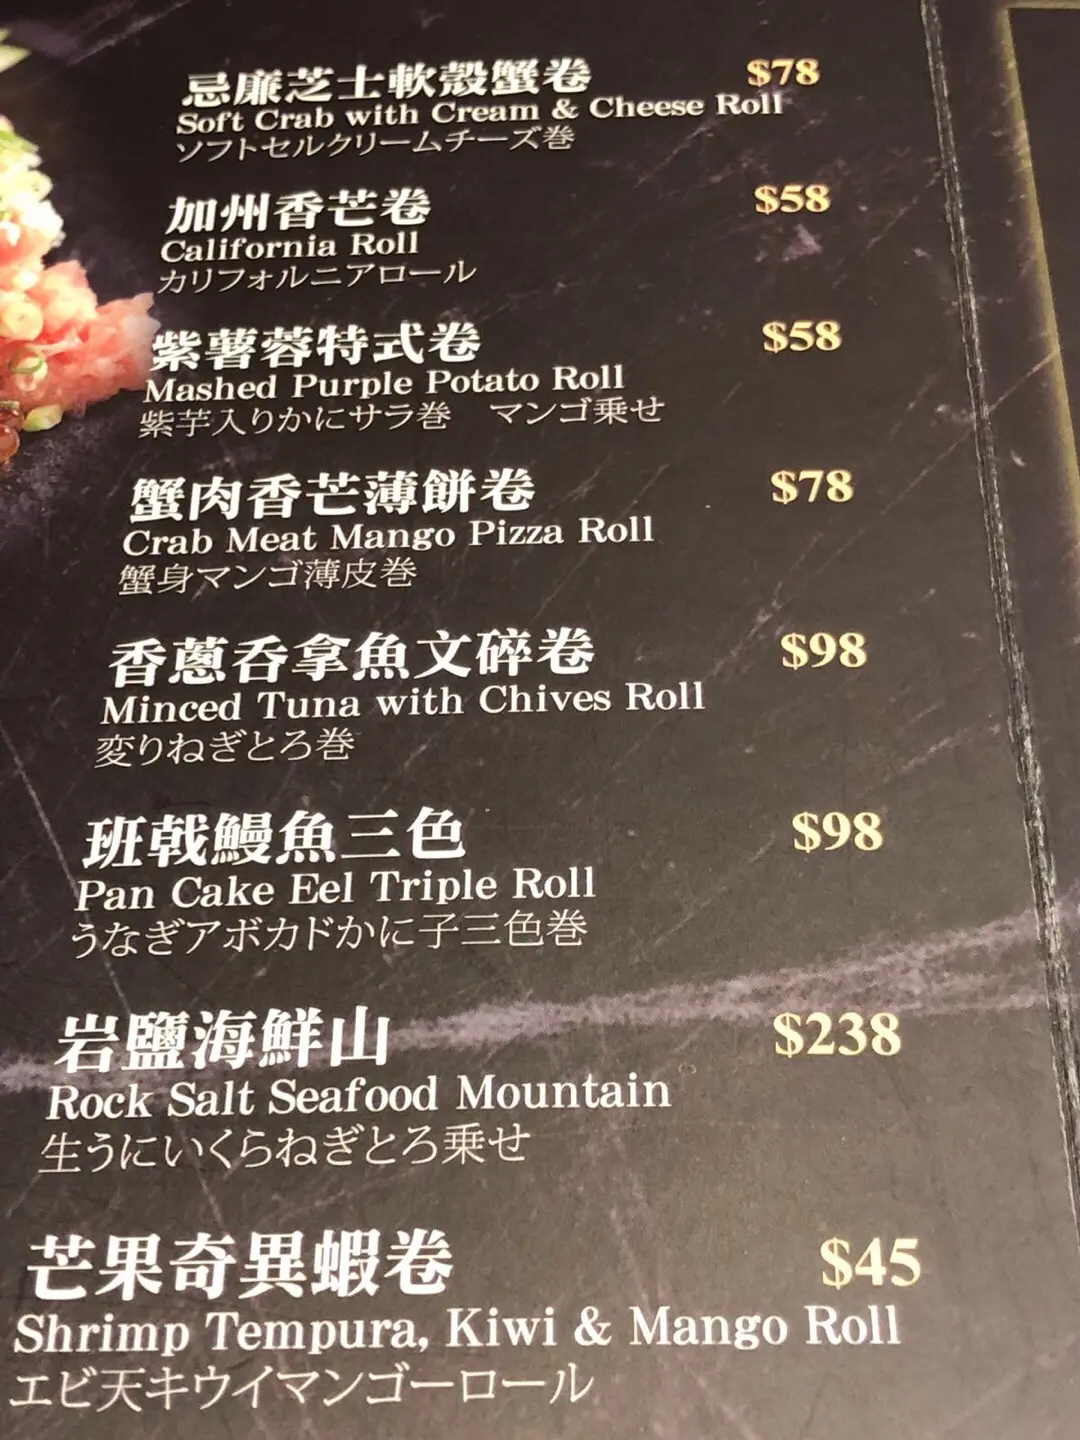 忌廉芝士軟殼蟹卷 $78
Soft Crab with Cream & Cheese Roll
ソフトセルクリームチーズ巻
加州香芒卷 $58
California Roll
カリフォルニアロール
紫薯蓉特式卷 $58
Mashed Purple Potato Roll
紫芋入りかにサラ巻 マンゴ乗せ
蟹肉香芒薄餅卷 $78
Crab Meat Mango Pizza Roll
蟹身マンゴ薄皮巻
香蔥吞拿魚文碎卷 $98
Minced Tuna with Chives Roll
変りねぎとろ巻
班戟鰻魚三色 $98
Pan Cake Eel Triple Roll
うなぎアボカドかに子三色巻
岩鹽海鮮山 $238
Rock Salt Seafood Mountain
生うにいくらねぎとろ乗せ
芒果奇異蝦卷 $45
Shrimp Tempura, Kiwi & Mango Roll
エビ天キウイマンゴーロール